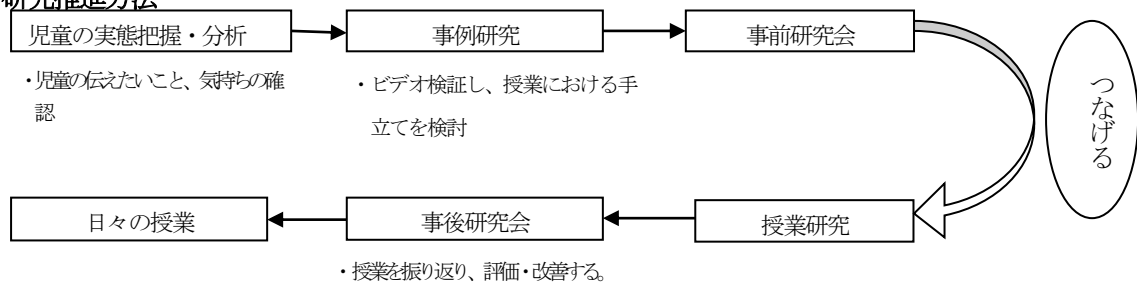 研究推進方法
児童の実態把握・分析
事例研究
事前研究会
・児童の伝えたいこと、気持ちの確
認
・ビデオ検証し、授業における手
立てを検討
つなげる
日々の授業
事後研究会
授業研究
・授業を振り返り、評価・改善する。